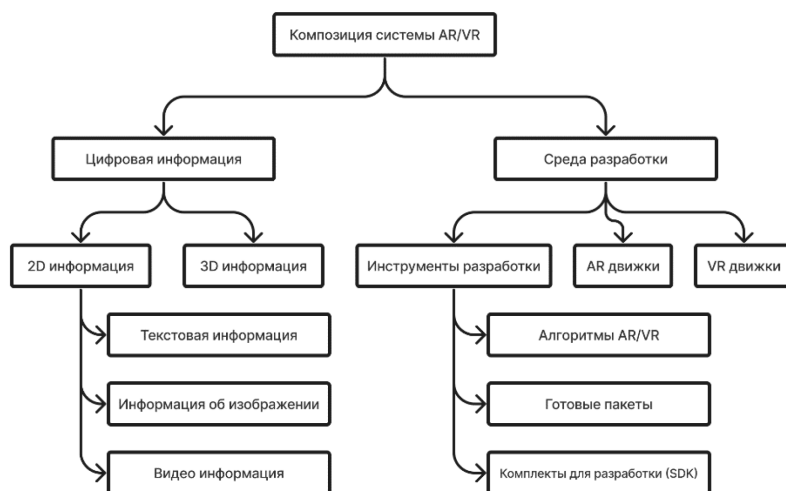 Композиция системы AR/VR
Цифровая информация
Среда разработки
2D информация
3D информация
Инструменты разработки
AR движки
VR движки
Текстовая информация
Алгоритмы AR/VR
Информация об изображении
Готовые пакеты
Видео информация
Комплекты для разработки (SDK)